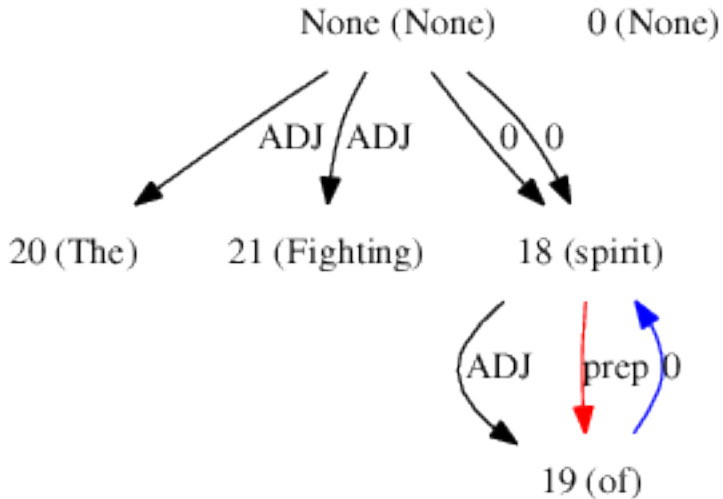 None (None) 0 (None)
ADJ ADJ 0 0
20 (The) 21 (Fighting) 18 (spirit)
ADJ prep 0
19 (of)